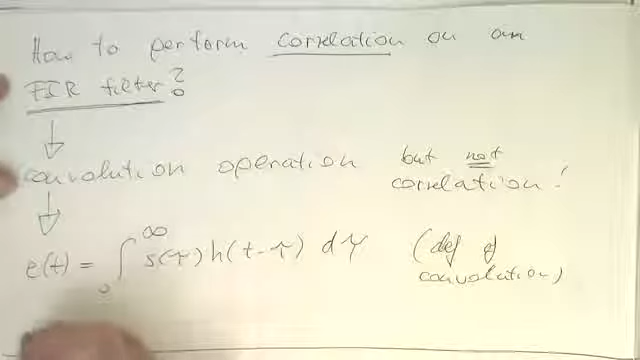 How to perform correlation on an
FIR filter?
convolution operation but not
correlation!
e(t) = ∫₀^∞ s(τ) h(t-τ) dτ (def of
convolution)